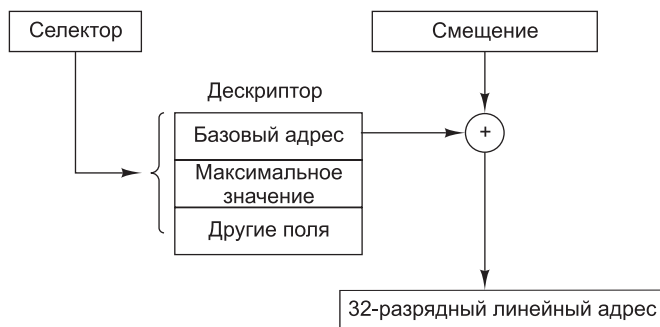 Селектор
Смещение
Дескриптор
Базовый адрес
+
Максимальное
значение
Другие поля
32-разрядный линейный адрес